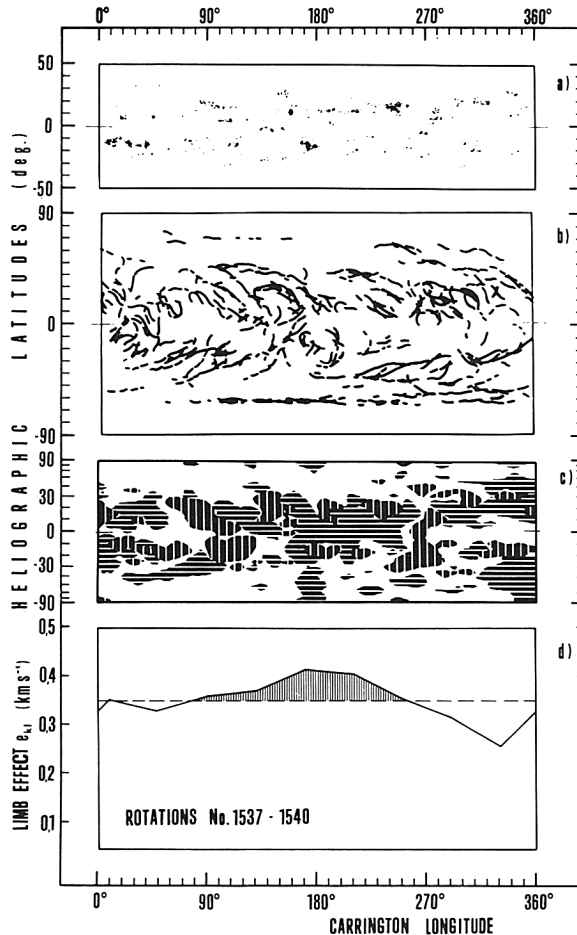 0° 90° 180° 270° 360°
a)
50
0
-50
b)
90
0
-90
c)
90
30
0
-30
-90
HELIOGRAPHIC LATITUDES (deg.)
d)
0,5
0,4
0,3
0,2
0,1
LIMB EFFECT e (km s⁻¹)
ROTATIONS No. 1537 - 1540
0° 90° 180° 270° 360°
CARRINGTON LONGITUDE